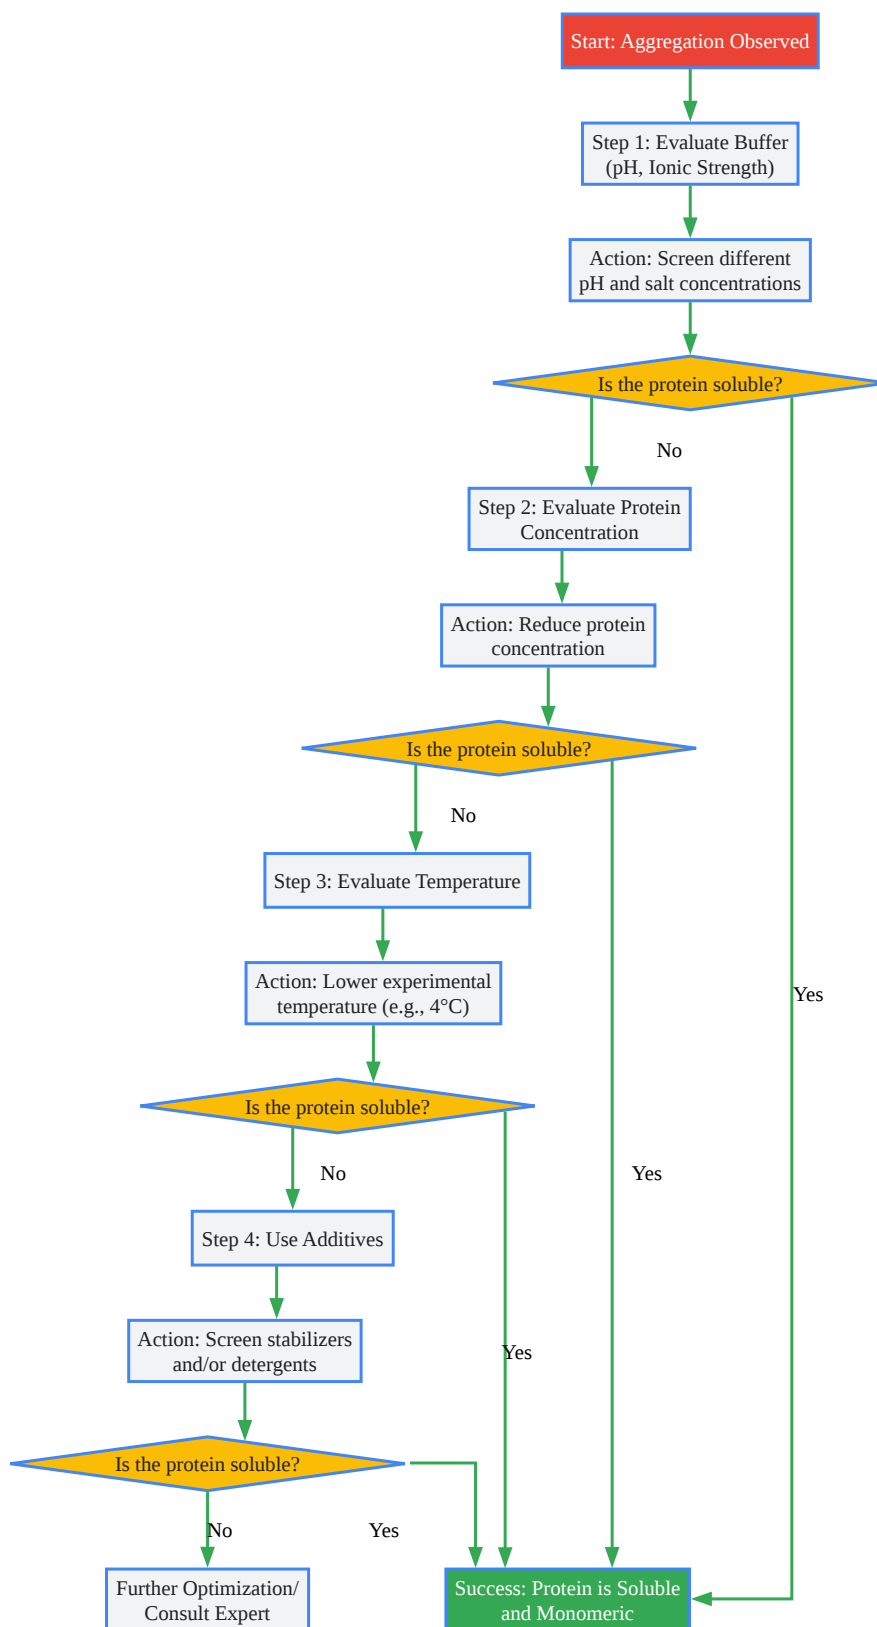 Start: Aggregation Observed
Step 1: Evaluate Buffer
(pH, Ionic Strength)
Action: Screen different
pH and salt concentrations
Is the protein soluble?
No
Step 2: Evaluate Protein
Concentration
Action: Reduce protein
concentration
Is the protein soluble?
No
Step 3: Evaluate Temperature
Action: Lower experimental
temperature (e.g., 4°C)
Yes
Is the protein soluble?
No
Yes
Step 4: Use Additives
Action: Screen stabilizers
and/or detergents
Yes
Is the protein soluble?
No
Yes
Further Optimization/
Consult Expert
Success: Protein is Soluble
and Monomeric